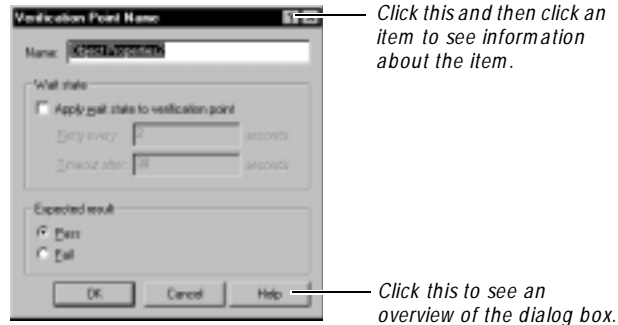 Verification Point Name
Click this and then click an
item to see information
about the item.
Name: Object Properties2
Wait state
Apply wait state to verification point
Retry every: 2 seconds
Timeout after: 30 seconds
Expected result
Pass
Fail
OK Cancel Help
Click this to see an
overview of the dialog box.